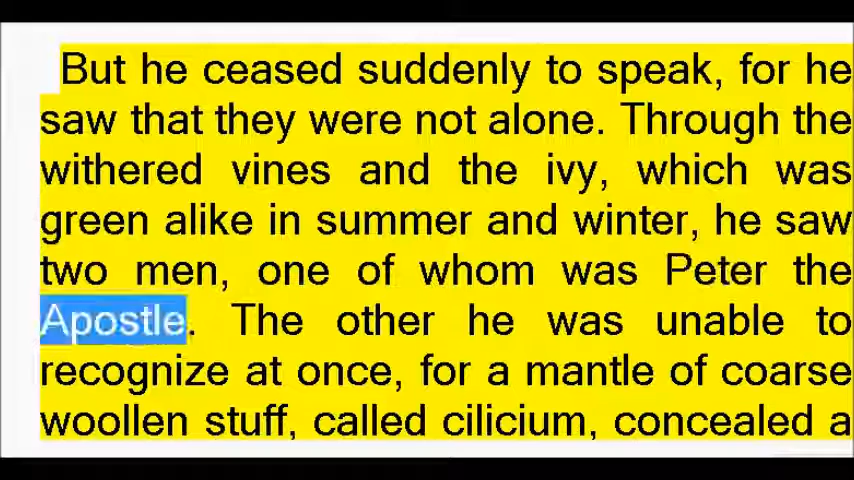 But he ceased suddenly to speak, for he
saw that they were not alone. Through the
withered vines and the ivy, which was
green alike in summer and winter, he saw
two men, one of whom was Peter the
Apostle. The other he was unable to
recognize at once, for a mantle of coarse
woollen stuff, called cilicium, concealed a